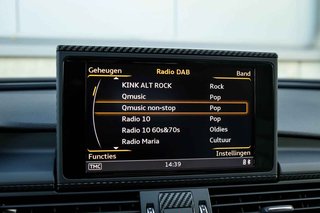 Geheugen Radio DAB Band
KINK ALT ROCK Rock
Qmusic Pop
Qmusic non-stop Pop
Radio 10 Pop
Radio 10 60s&70s Oldies
Radio Maria Cultuur
Functies Instellingen
TMC 14:39